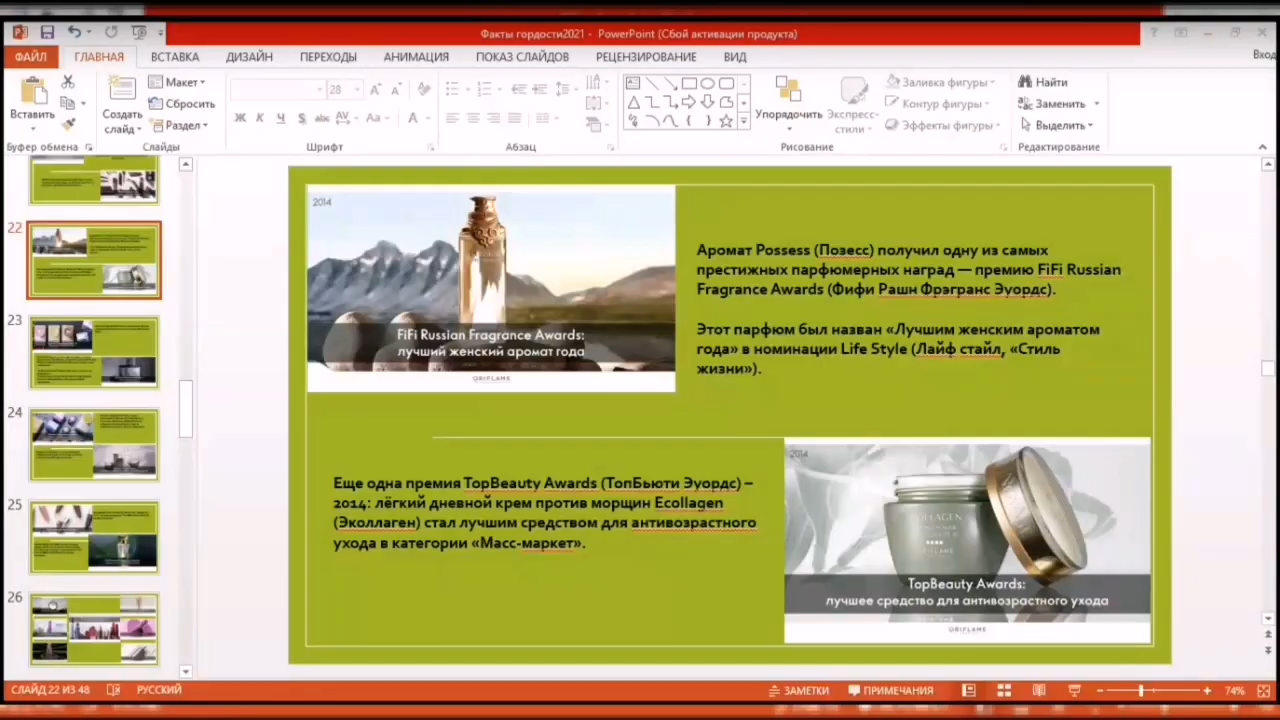 Факты гордости2021 - PowerPoint (Сбой активации продукта)
ФАЙЛ ГЛАВНАЯ ВСТАВКА ДИЗАЙН ПЕРЕХОДЫ АНИМАЦИЯ ПОКАЗ СЛАЙДОВ РЕЦЕНЗИРОВАНИЕ ВИД Вход
Вставить
Буфер обмена
Создать слайд
Макет
Сбросить
Раздел
Слайды
28
Ж К Ч S abc AV Aa A
Шрифт
Абзац
Упорядочить
Экспресс-
стили
Заливка фигуры
Контур фигуры
Эффекты фигуры
Рисование
Найти
Заменить
Выделить
Редактирование
22
23
24
25
26
2014
FiFi Russian Fragrance Awards:
лучший женский аромат года
ORIFLAME
Аромат Possess (Позесс) получил одну из самых
престижных парфюмерных наград — премию FiFi Russian
Fragrance Awards (Фифи Рашн Фрэгранс Эуордс).
Этот парфюм был назван «Лучшим женским ароматом
года» в номинации Life Style (Лайф стайл, «Стиль
жизни»).
Еще одна премия TopBeauty Awards (ТопБьюти Эуордс) –
2014: лёгкий дневной крем против морщин Ecollagen
(Эколлаген) стал лучшим средством для антивозрастного
ухода в категории «Масс-маркет».
2014
TopBeauty Awards:
лучшее средство для антивозрастного ухода
ORIFLAME
СЛАЙД 22 ИЗ 48 РУССКИЙ ЗАМЕТКИ ПРИМЕЧАНИЯ 74%